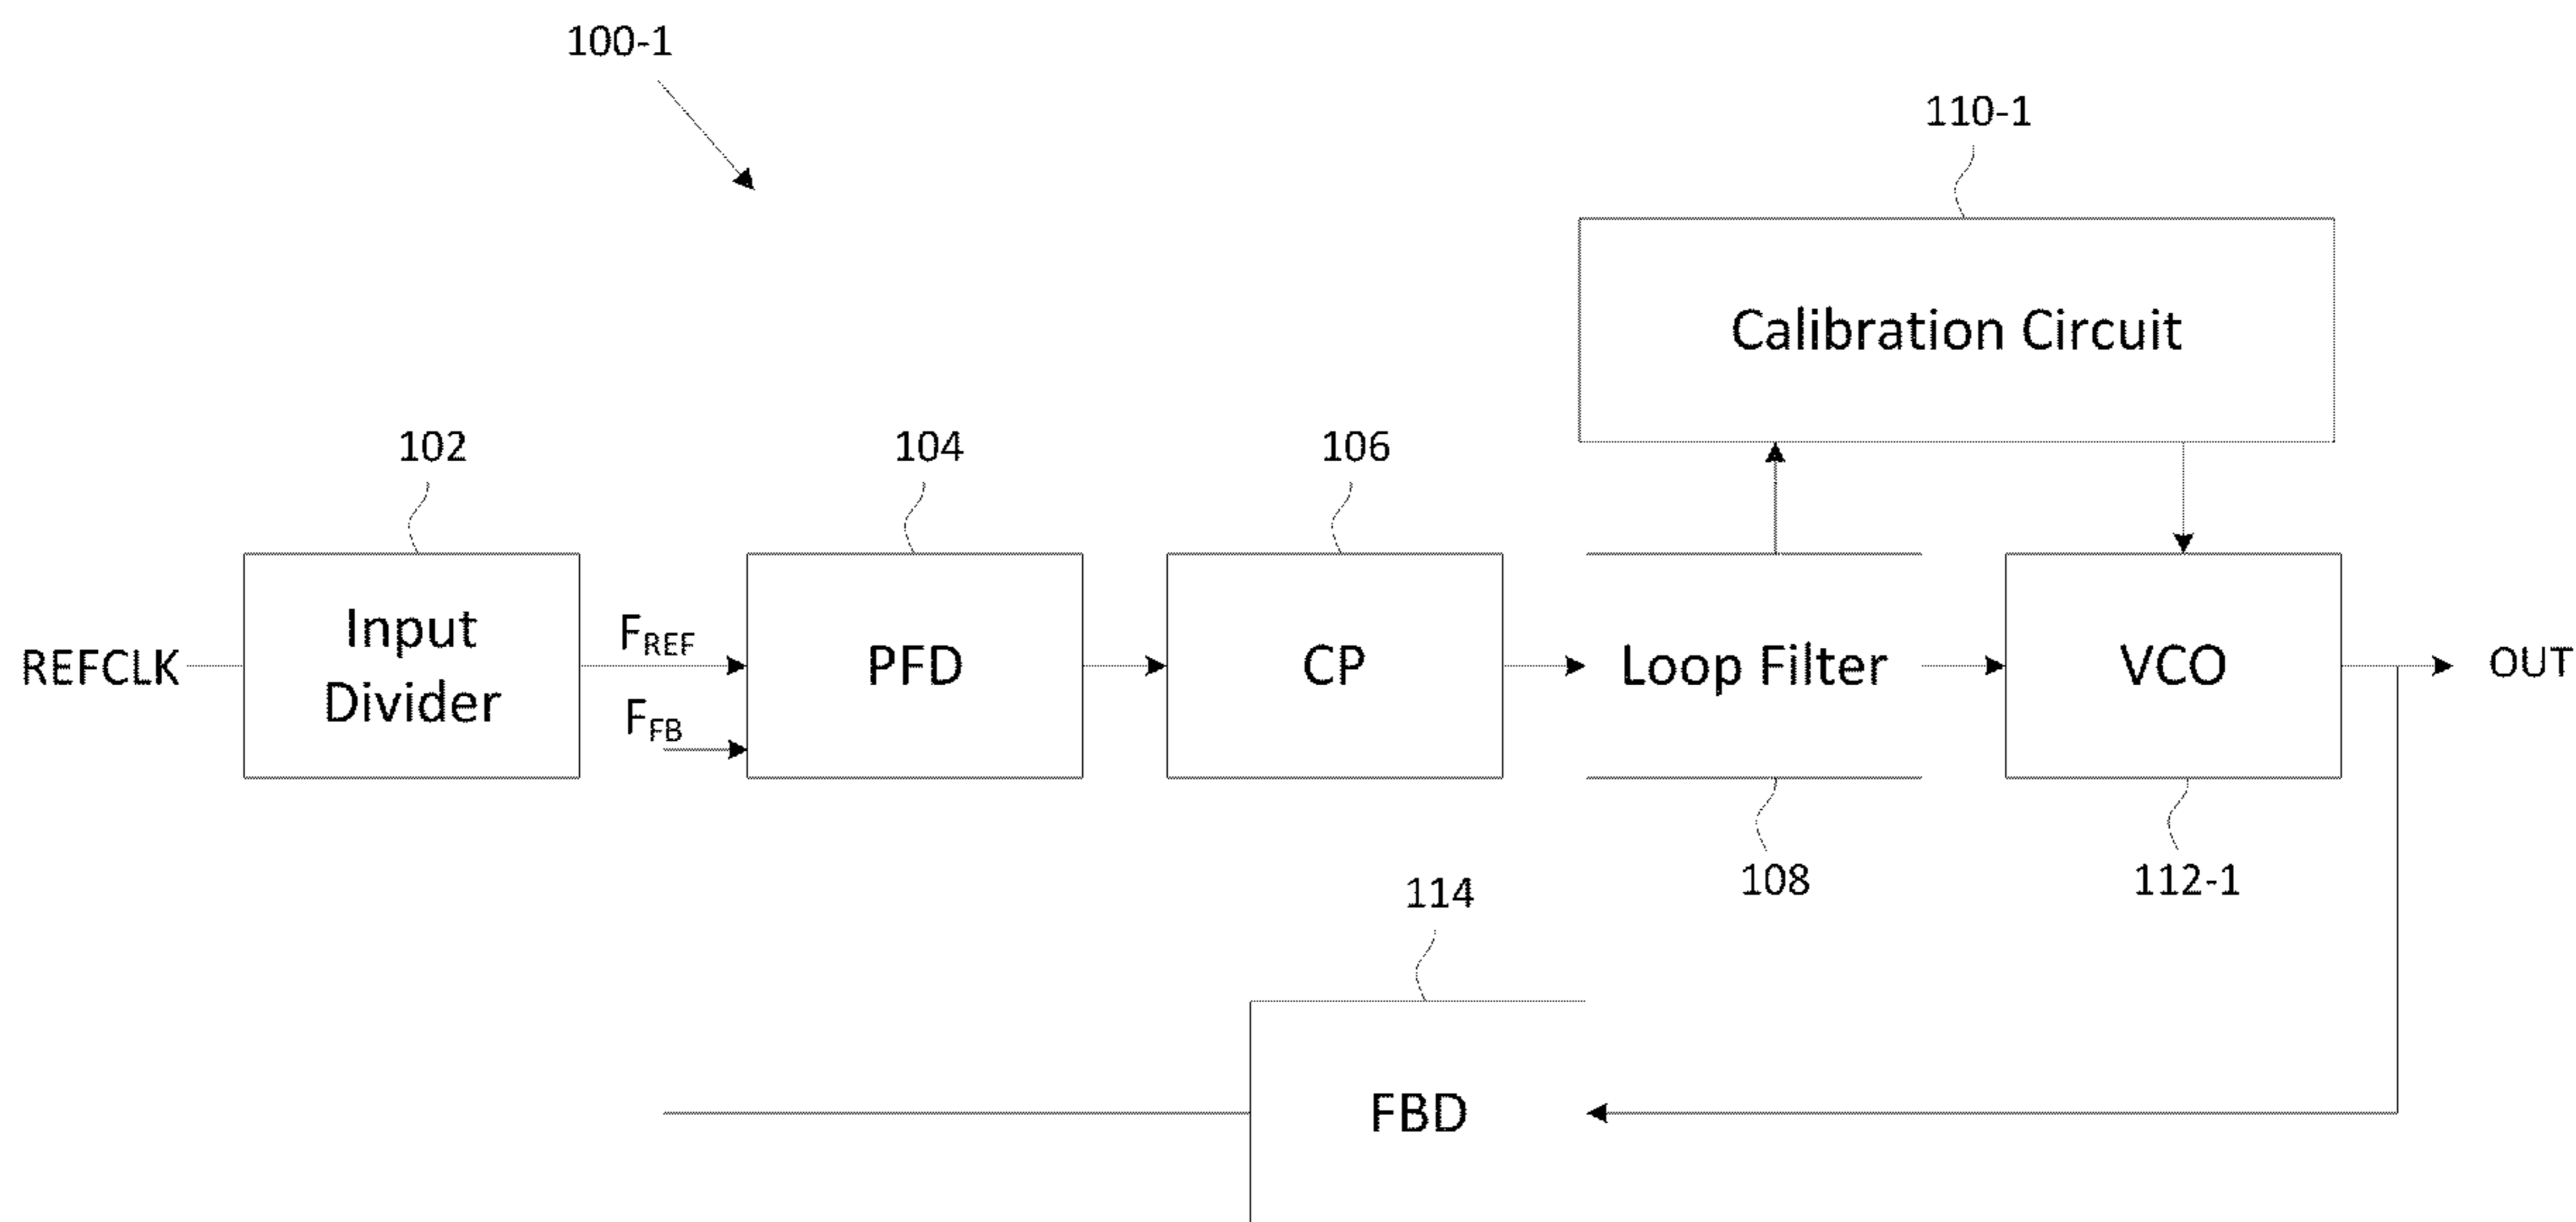 100-1
110-1
Calibration Circuit
102
104
106
Input
Divider
REFCLK
FREF
FFB
PFD
CP
Loop Filter
VCO
OUT
108
112-1
114
FBD